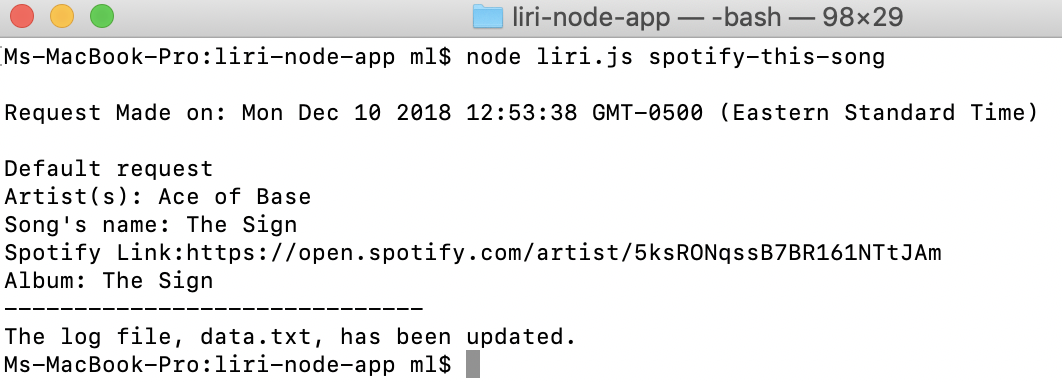 liri-node-app — -bash — 98×29
Ms-MacBook-Pro:liri-node-app ml$ node liri.js spotify-this-song
Request Made on: Mon Dec 10 2018 12:53:38 GMT-0500 (Eastern Standard Time)
Default request
Artist(s): Ace of Base
Song's name: The Sign
Spotify Link:https://open.spotify.com/artist/5ksRONqssB7BR161NTtJAm
Album: The Sign
------------------------------
The log file, data.txt, has been updated.
Ms-MacBook-Pro:liri-node-app ml$